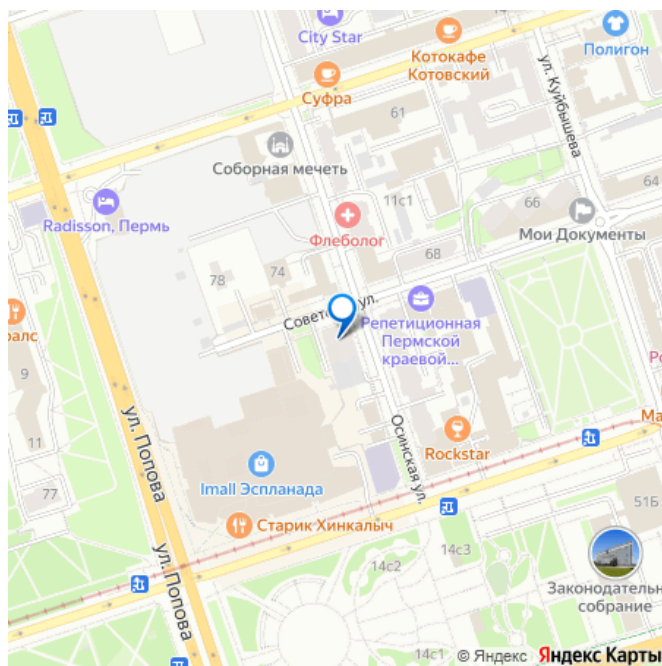 City Star
Котокафе
Котовский
Полигон
ул. Куйбышева
Суфра
61
Соборная мечеть
11с1
66
64
Radisson, Пермь
Флеболог
Мои Документы
68
74
78
Советская ул.
Репетиционная
Пермской
краевой...
ралс
9
Осинская ул.
ул. Попова
11
Rockstar
Ма
Imall Эспланада
77
Старик Хинкалыч
51Б
ул. Попова
14с3
14с2
Законодательн
собрание
14с1
© Яндекс Яндекс Карты